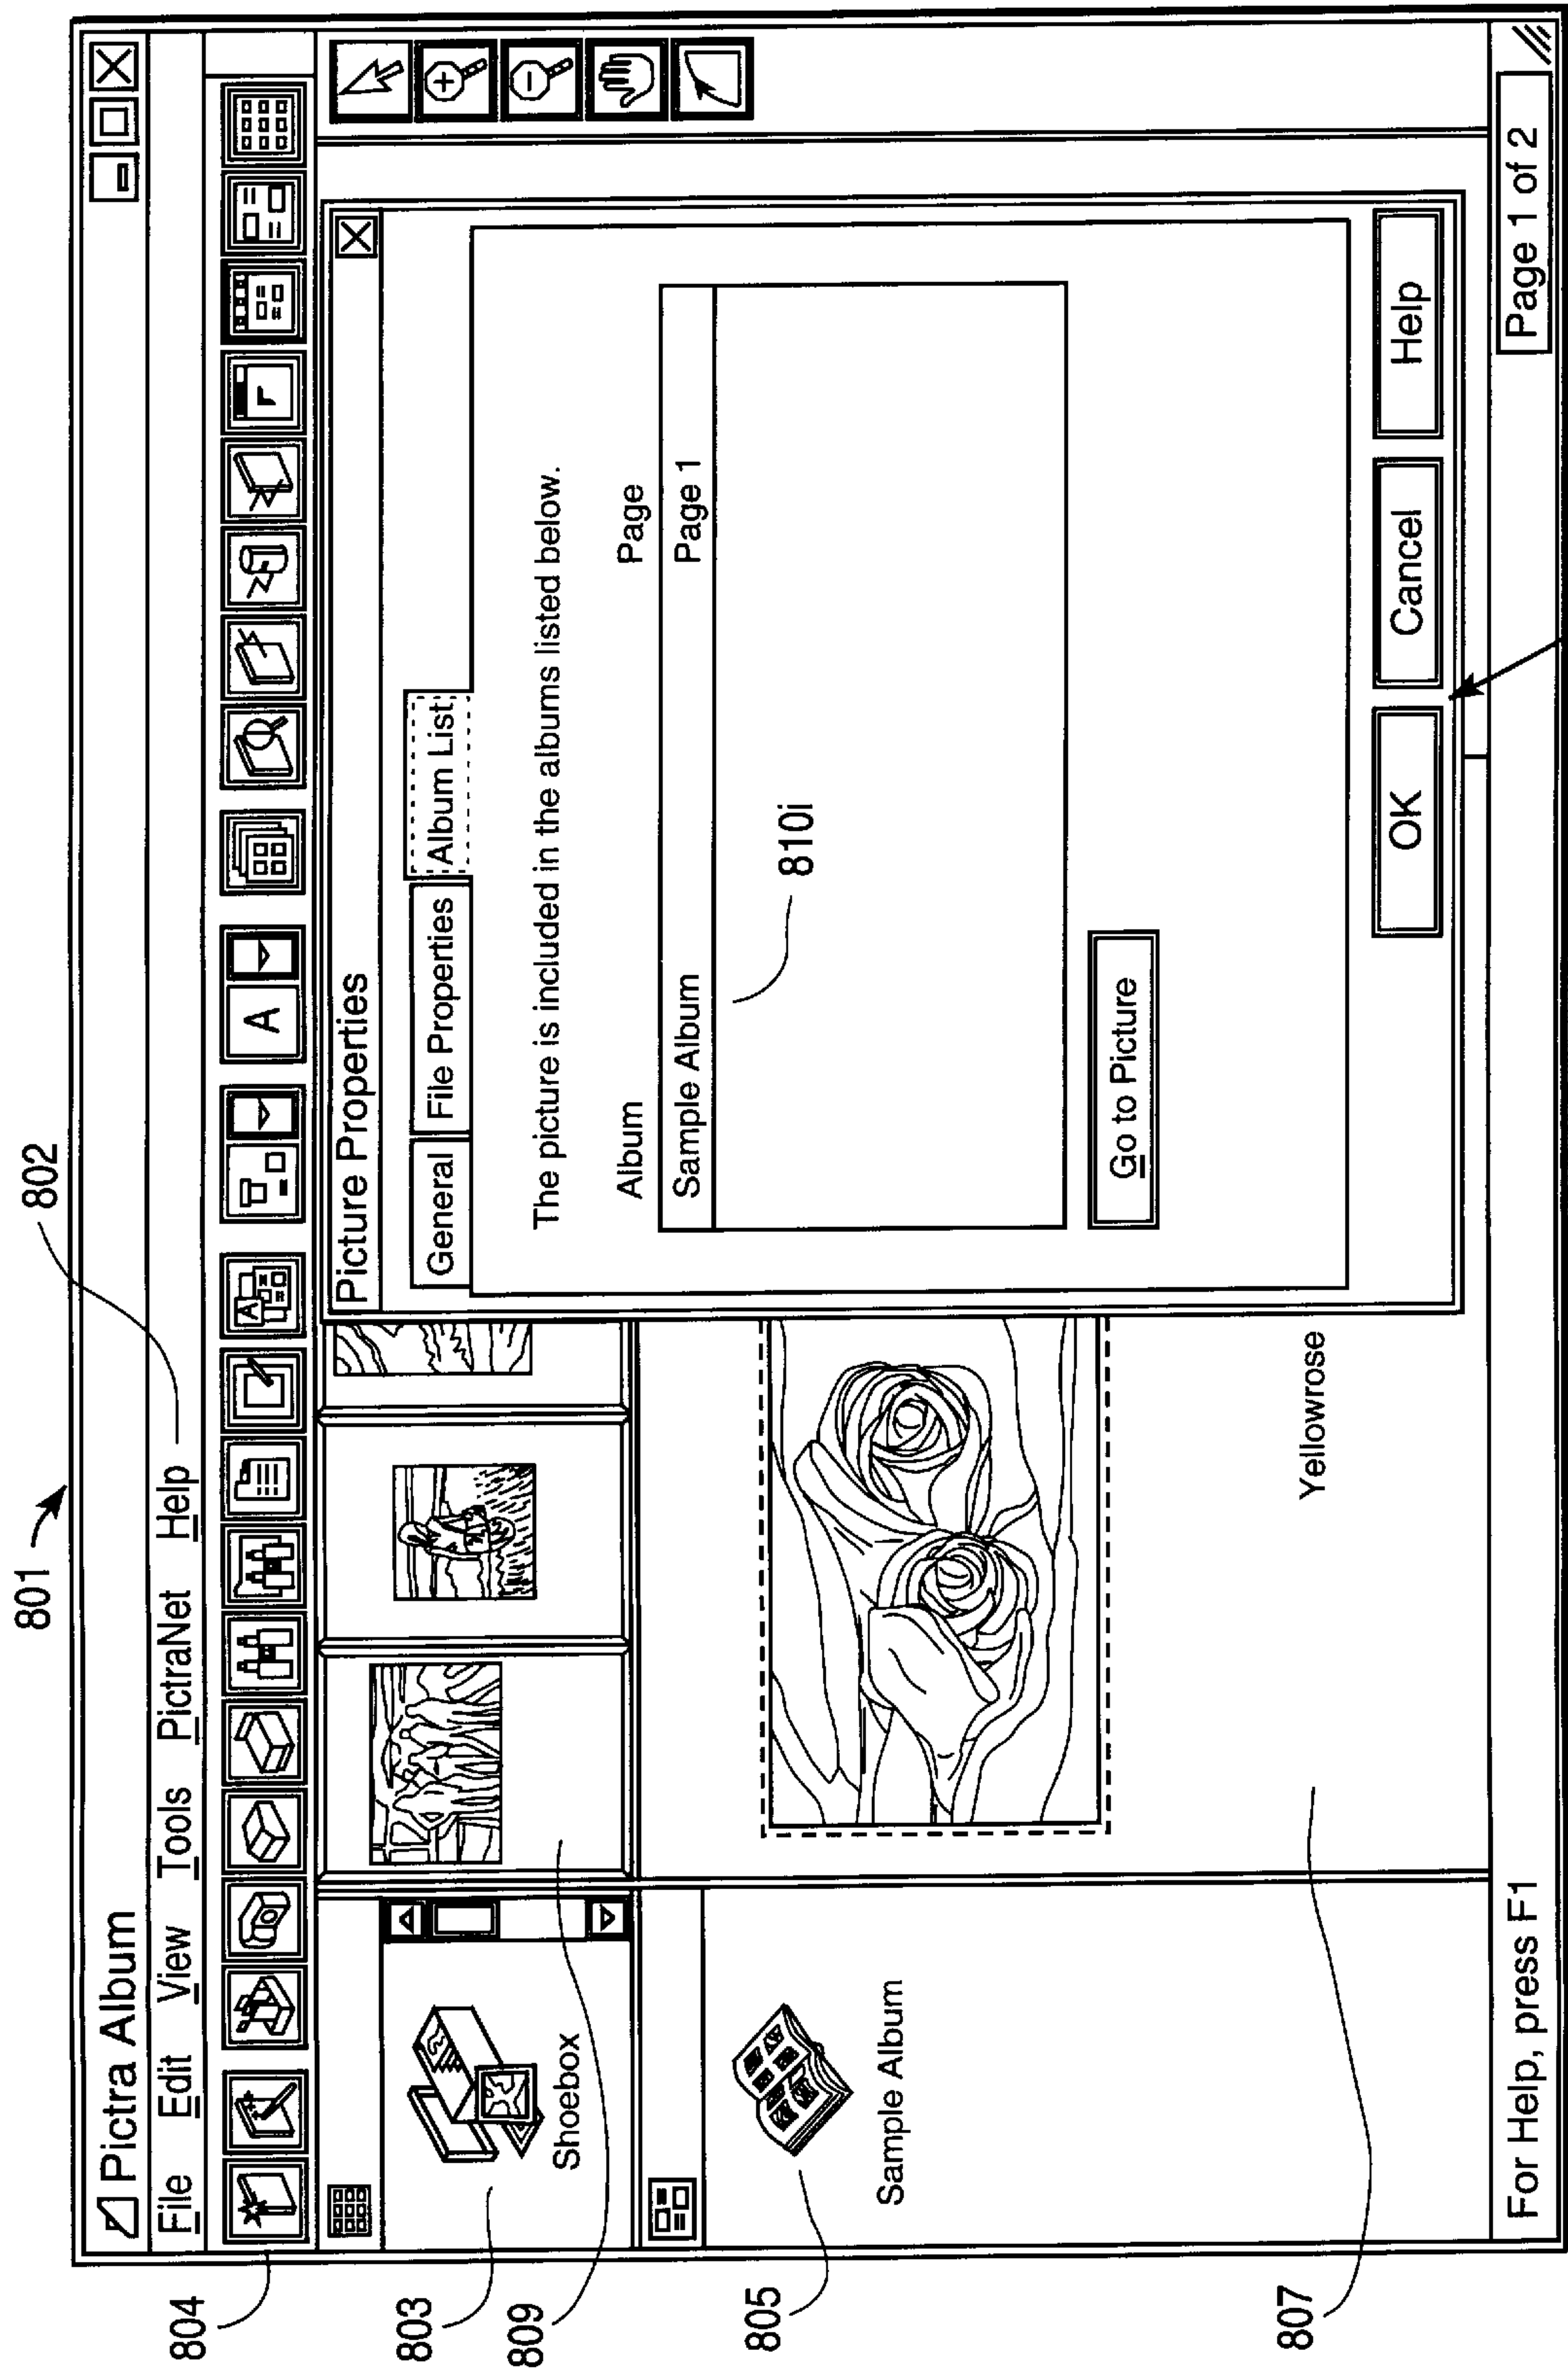 801
802
Pictra Album
File Edit View Tools PictraNet Help
804
A
A
Picture Properties
General File Properties Album List
The picture is included in the albums listed below.
Album Page
Sample Album Page 1
810i
Go to Picture
OK Cancel Help
803
Shoebox
809
805
Sample Album
Yellowrose
807
For Help, press F1
Page 1 of 2